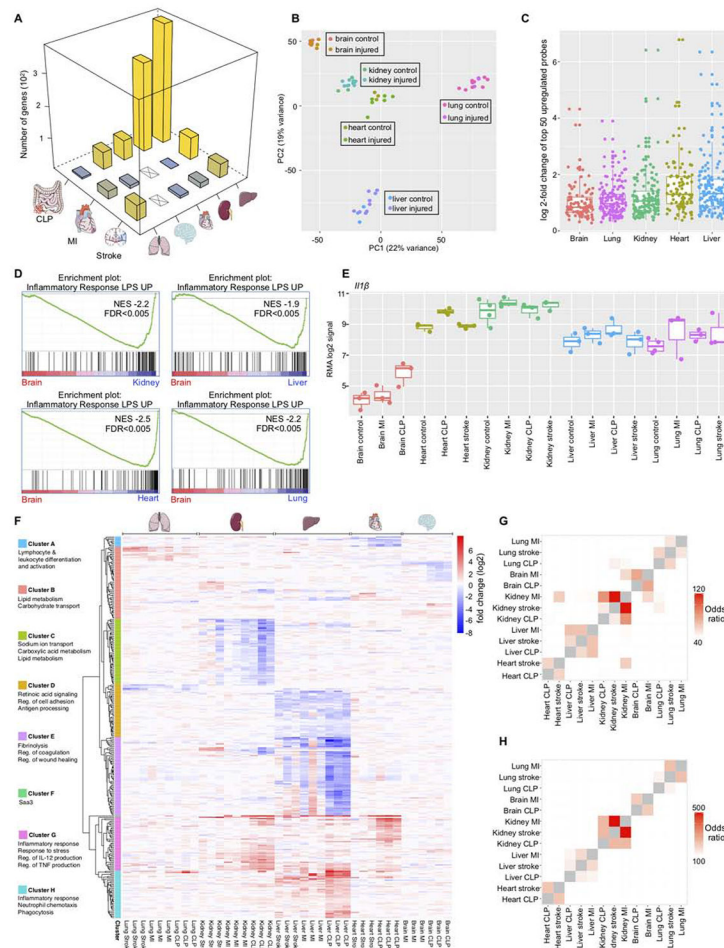 A
Number of genes (10²)
3
2
1
CLP
MI
Stroke
B
50
0
-50
PC2 (19% variance)
brain control
brain injured
kidney control
kidney injured
heart control
heart injured
lung control
lung injured
liver control
liver injured
-50
0
50
PC1 (22% variance)
C
log 2-fold change of top 50 upregulated probes
6
4
2
0
Brain
Lung
Kidney
Heart
Liver
D
Enrichment plot:
Inflammatory Response LPS UP
NES -2.2
FDR<0.005
Brain
Kidney
Enrichment plot:
Inflammatory Response LPS UP
NES -1.9
FDR<0.005
Brain
Liver
Enrichment plot:
Inflammatory Response LPS UP
NES -2.5
FDR<0.005
Brain
Heart
Enrichment plot:
Inflammatory Response LPS UP
NES -2.2
FDR<0.005
Brain
Lung
E
Il1β
RMA log2 signal
11
9
7
5
Brain control
Brain MI
Brain CLP
Heart control
Heart CLP
Heart stroke
Kidney control
Kidney MI
Kidney CLP
Kidney stroke
Liver control
Liver MI
Liver CLP
Liver stroke
Lung control
Lung MI
Lung CLP
Lung stroke
F
Cluster A
Lymphocyte &
leukocyte differentiation
and activation
Cluster B
Lipid metabolism
Carbohydrate transport
Cluster C
Sodium ion transport
Carboxylic acid metabolism
Lipid metabolism
Cluster D
Retinoic acid signaling
Reg. of cell adhesion
Antigen processing
Cluster E
Fibrinolysis
Reg. of coagulation
Reg. of wound healing
Cluster F
Saa3
Cluster G
Inflammatory response
Response to stress
Reg. of IL-12 production
Reg. of TNF production
Cluster H
Inflammatory response
Neutrophil chemotaxis
Phagocytosis
Cluster
fold change (log2)
6
4
2
0
-2
-4
-6
-8
G
Lung MI
Lung stroke
Lung CLP
Brain MI
Brain CLP
Kidney MI
Kidney stroke
Kidney CLP
Liver MI
Liver stroke
Liver CLP
Heart stroke
Heart CLP
Heart CLP
Heart stroke
Liver CLP
Liver stroke
Liver MI
Kidney CLP
Kidney stroke
Kidney MI
Brain CLP
Brain MI
Lung CLP
Lung stroke
Lung MI
120
Odds
ratio
40
H
Lung MI
Lung stroke
Lung CLP
Brain MI
Brain CLP
Kidney MI
Kidney stroke
Kidney CLP
Liver MI
Liver stroke
Liver CLP
Heart stroke
Heart CLP
Heart CLP
Heart stroke
Liver CLP
Liver stroke
Liver MI
Kidney CLP
Kidney stroke
Kidney MI
Brain CLP
Brain MI
Lung CLP
Lung stroke
Lung MI
500
Odds
ratio
100